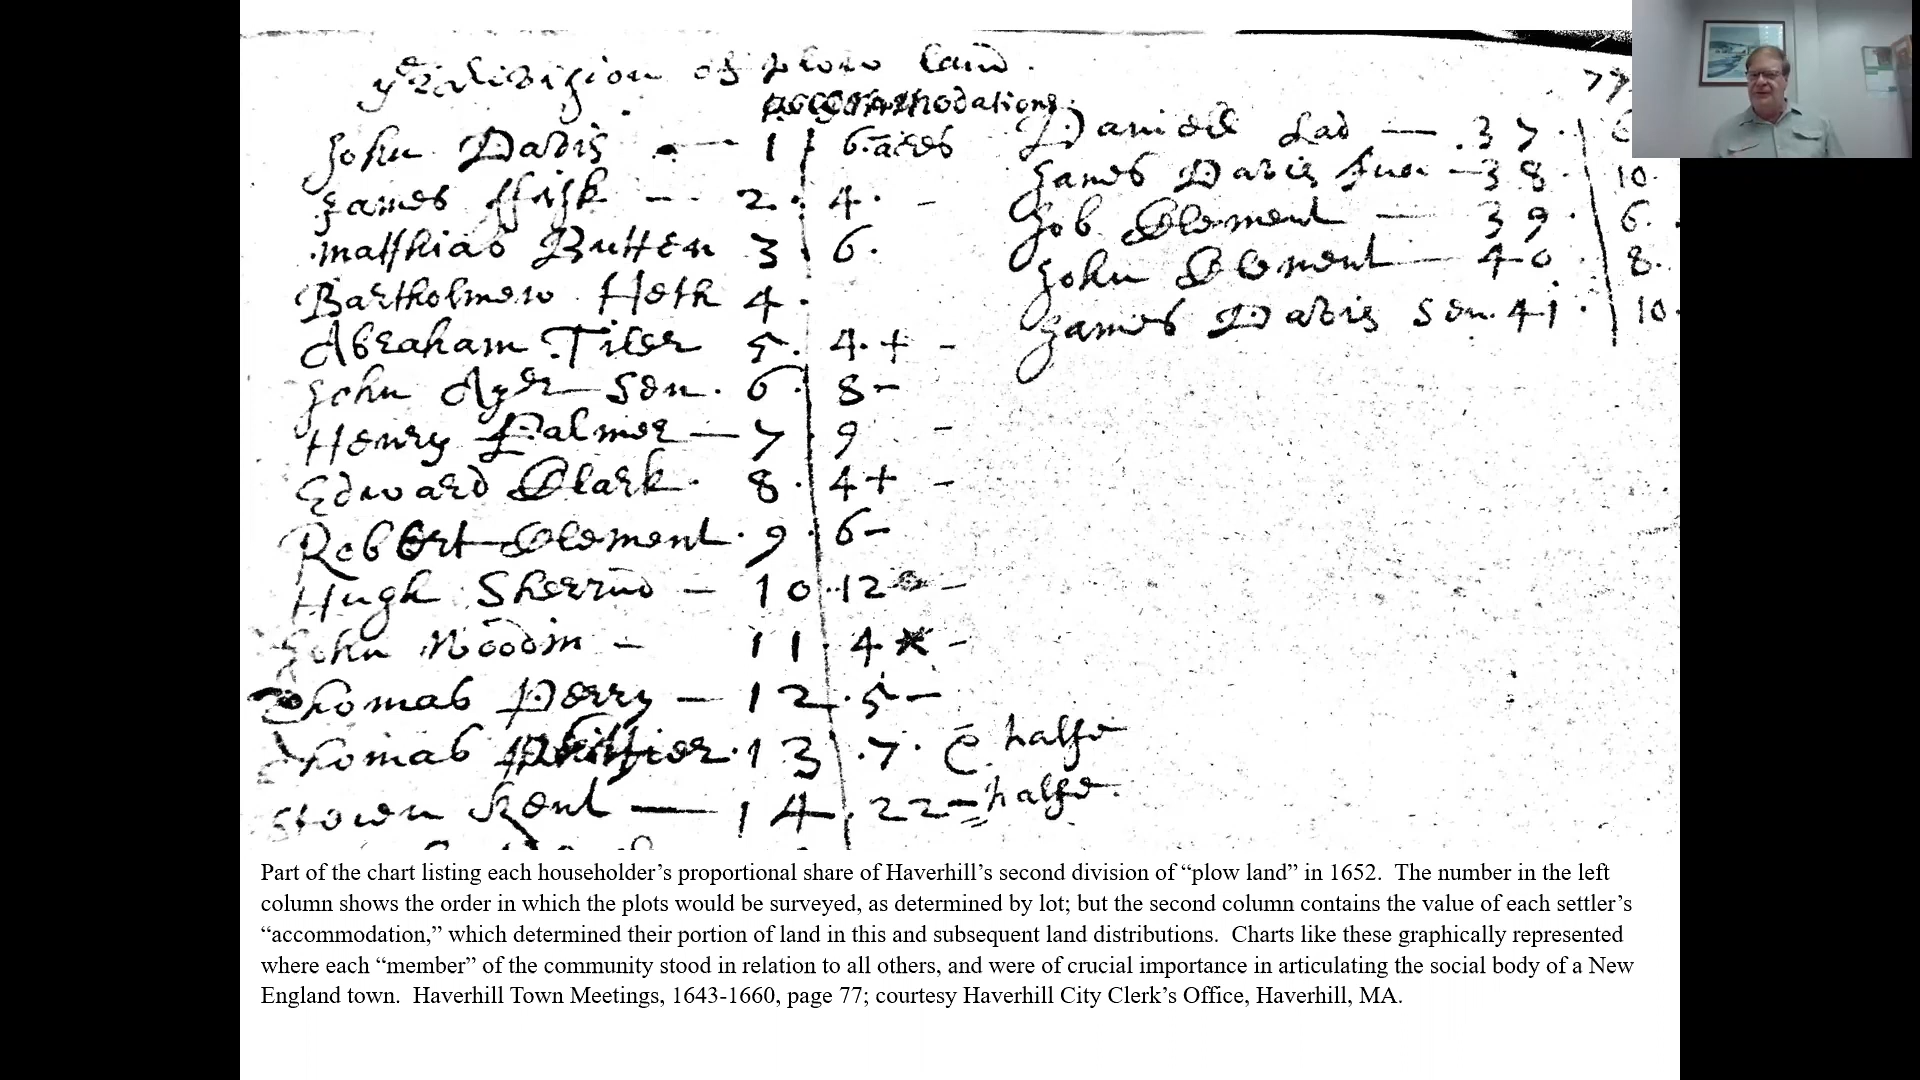 ye 2d divizion of plow land.
accommodations.
77
John Davis — 1 6 acres
James ffisk — 2. 4. -
Matthias Butten 3 6.
Bartholmew Heth 4.
Abraham Tiler 5. 4.+ -
John Ayer Sen. 6. 8-
Henry Palmer — 7 9 -
Edward Clark. 8. 4+ -
Robert Clement. 9. 6-
Hugh Sherrud - 10. 12 -
John Woodin - 11. 4 * -
Thomas Perry — 12. 5-
Thomas Whittier. 13 .7. halfe
Steven Kent — 14. 22 - halfe.
Daniell Lad — 37.
James Davis Jun - 38. 10.
Job Clement — 39. 6.
John Clement — 40. 8.
James Davis Sen. 41. 10.
Part of the chart listing each householder’s proportional share of Haverhill’s second division of “plow land” in 1652. The number in the left
column shows the order in which the plots would be surveyed, as determined by lot; but the second column contains the value of each settler’s
“accommodation,” which determined their portion of land in this and subsequent land distributions. Charts like these graphically represented
where each “member” of the community stood in relation to all others, and were of crucial importance in articulating the social body of a New
England town. Haverhill Town Meetings, 1643-1660, page 77; courtesy Haverhill City Clerk’s Office, Haverhill, MA.